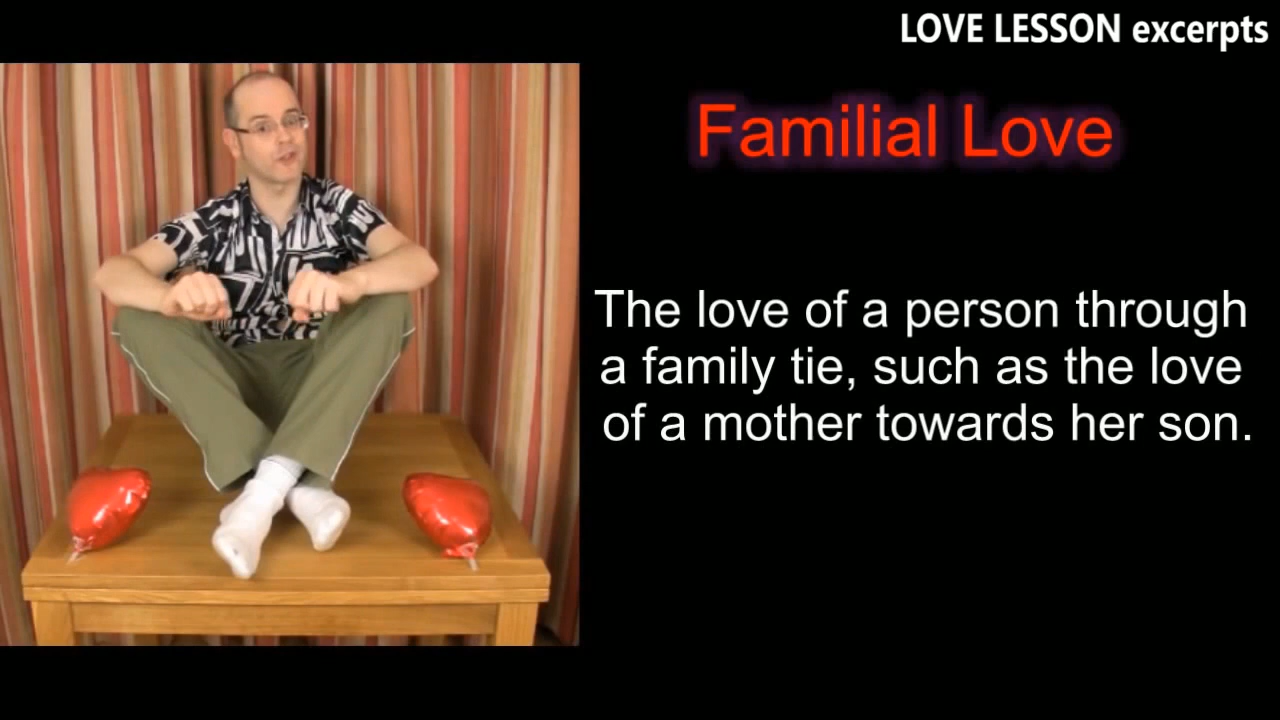 LOVE LESSON excerpts
Familial Love
The love of a person through
a family tie, such as the love
of a mother towards her son.